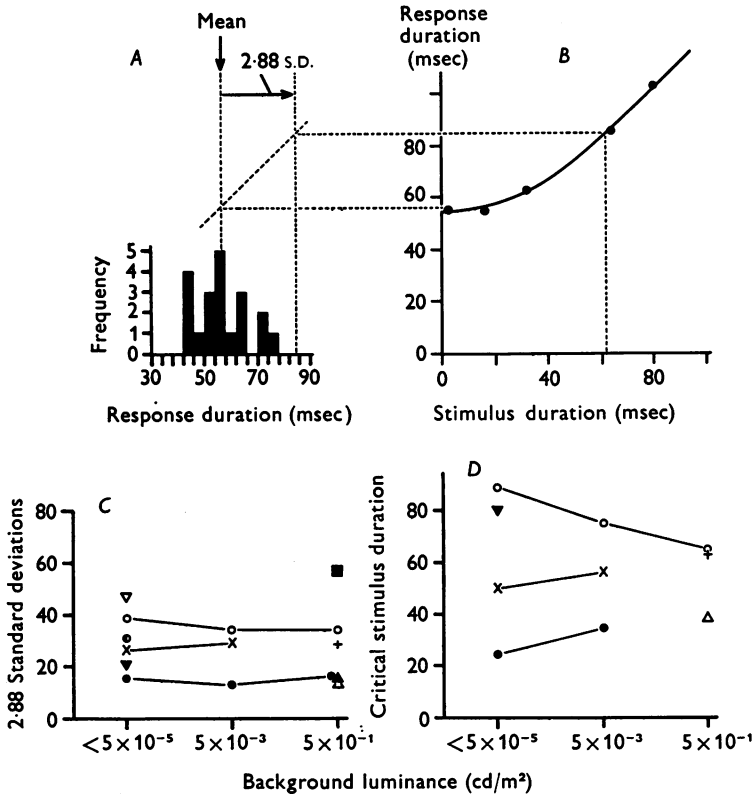 Mean
A
2·88 S.D.
5
4
3
2
1
0
Frequency
30 50 70 90
Response duration (msec)
Response
duration
(msec)
B
80
60
40
20
0
0 40 80
Stimulus duration (msec)
C
80
60
40
20
0
2·88 Standard deviations
<5×10⁻⁵ 5×10⁻³ 5×10⁻¹
D
80
60
40
20
0
Critical stimulus duration
<5×10⁻⁵ 5×10⁻³ 5×10⁻¹
Background luminance (cd/m²)